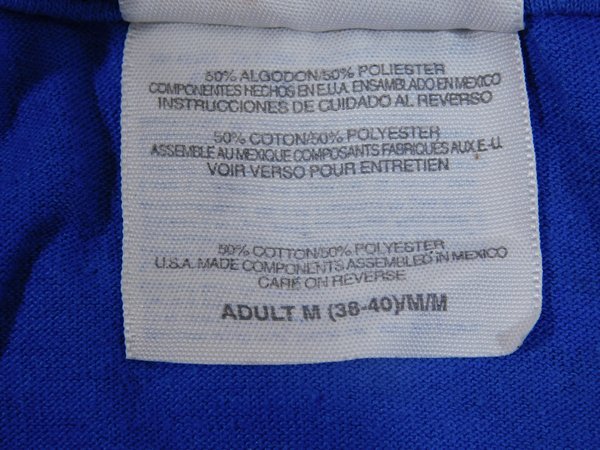 50% ALGODON/50% POLIESTER
COMPONENTES HECHOS EN E.U.A. ENSAMBLADO EN MEXICO
INSTRUCCIONES DE CUIDADO AL REVERSO
50% COTON/50% POLYESTER
ASSEMBLE AU MEXIQUE COMPOSANTS FABRIQUÉS AUX E.-U.
VOIR VERSO POUR ENTRETIEN
50% COTTON/50% POLYESTER
U.S.A. MADE COMPONENTS ASSEMBLED IN MEXICO
CARE ON REVERSE
ADULT M (38-40)/M/M